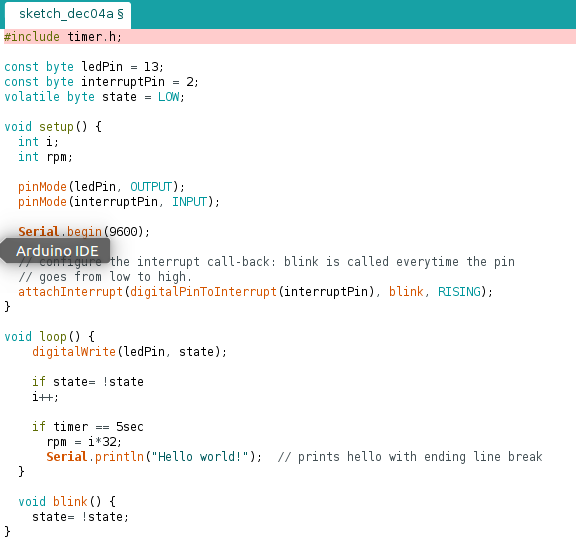 sketch_dec04a §
#include timer.h;
const byte ledPin = 13;
const byte interruptPin = 2;
volatile byte state = LOW;
void setup() {
int i;
int rpm;
pinMode(ledPin, OUTPUT);
pinMode(interruptPin, INPUT);
Serial.begin(9600);
Arduino IDE
// configure the interrupt call-back: blink is called everytime the pin
// goes from low to high.
attachInterrupt(digitalPinToInterrupt(interruptPin), blink, RISING);
}
void loop() {
digitalWrite(ledPin, state);
if state= !state
i++;
if timer == 5sec
rpm = i*32;
Serial.println("Hello world!");  // prints hello with ending line break
}
void blink() {
state= !state;
}